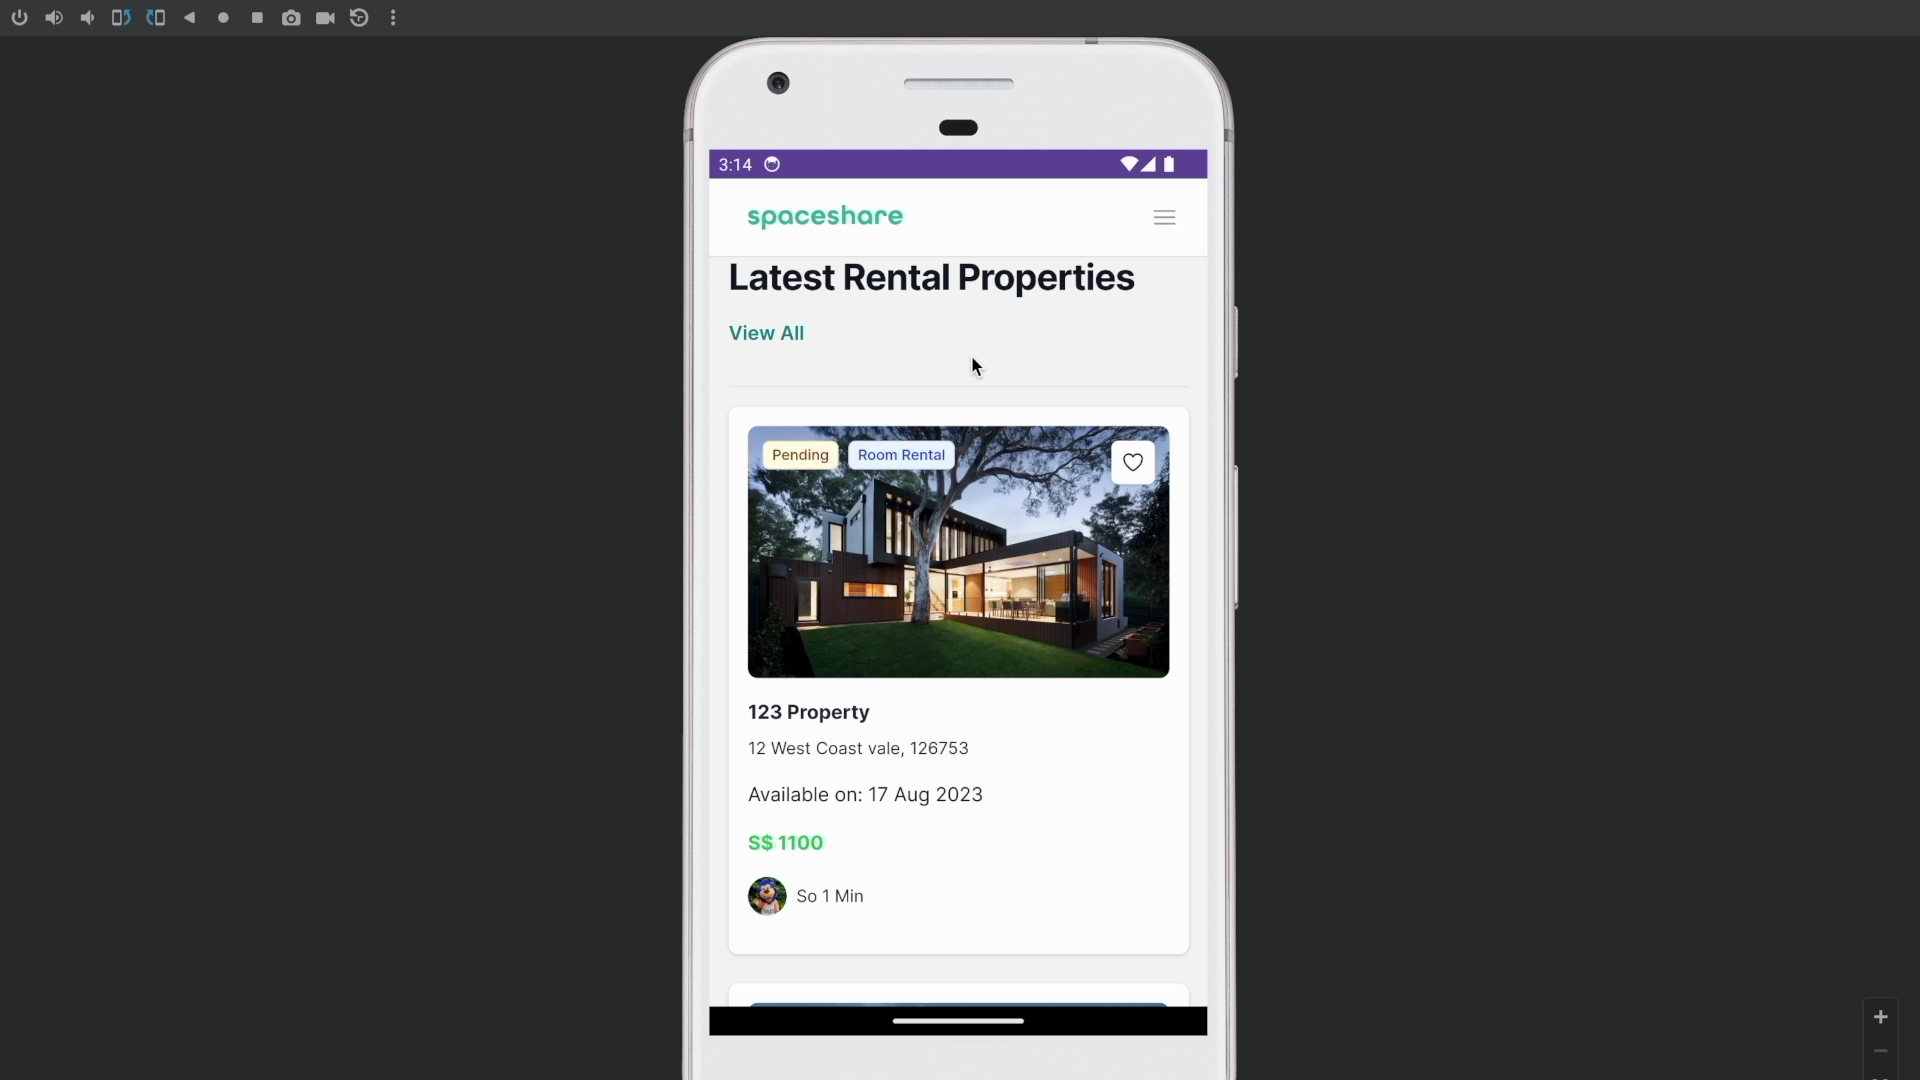 3:14
spaceshare
Latest Rental Properties
View All
Pending Room Rental
123 Property
12 West Coast vale, 126753
Available on: 17 Aug 2023
S$ 1100
So 1 Min